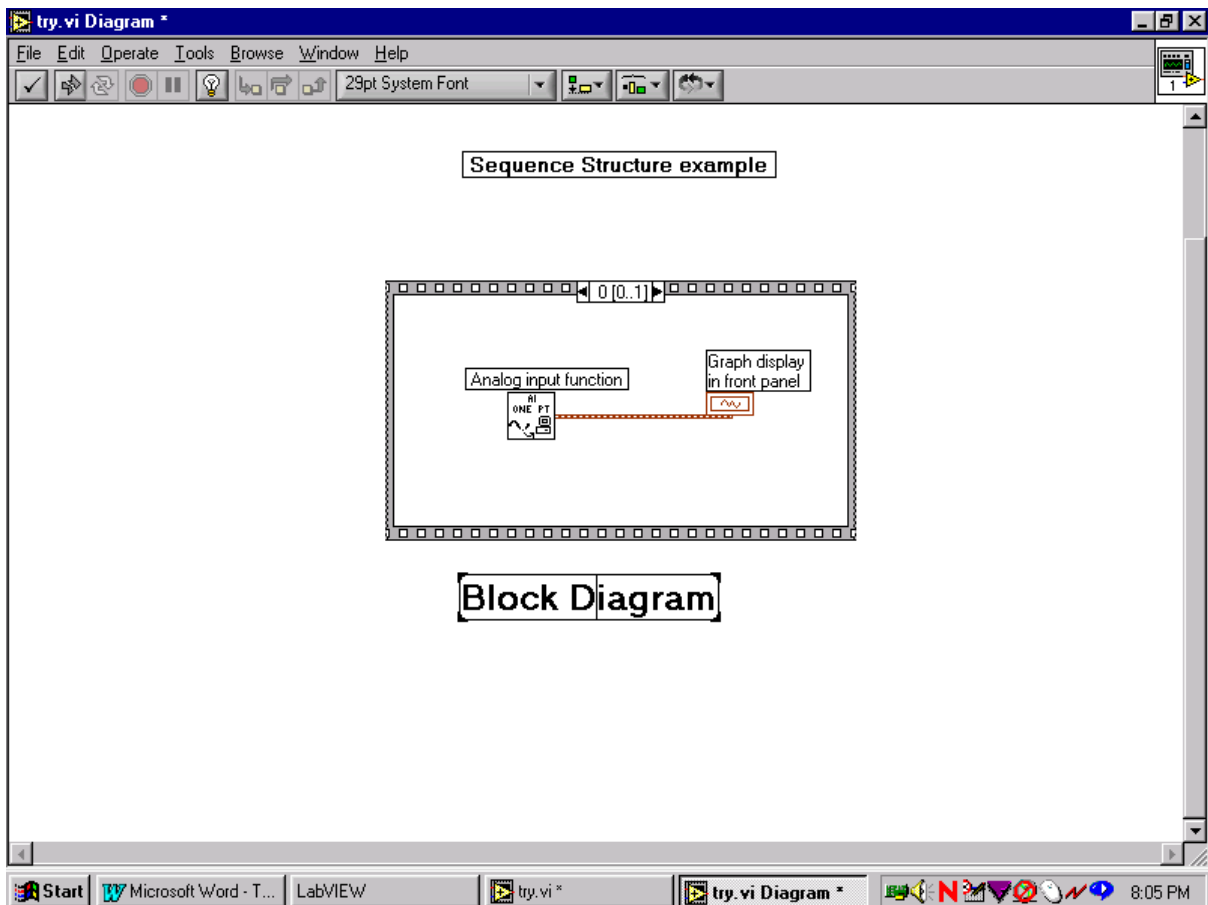 try.vi Diagram *
File Edit Operate Tools Browse Window Help
29pt System Font
1
Sequence Structure example
0 [0..1]
Analog input function
Graph display
in front panel
AI
ONE PT
Block Diagram
Start Microsoft Word - T... LabVIEW try.vi * try.vi Diagram * N 8:05 PM